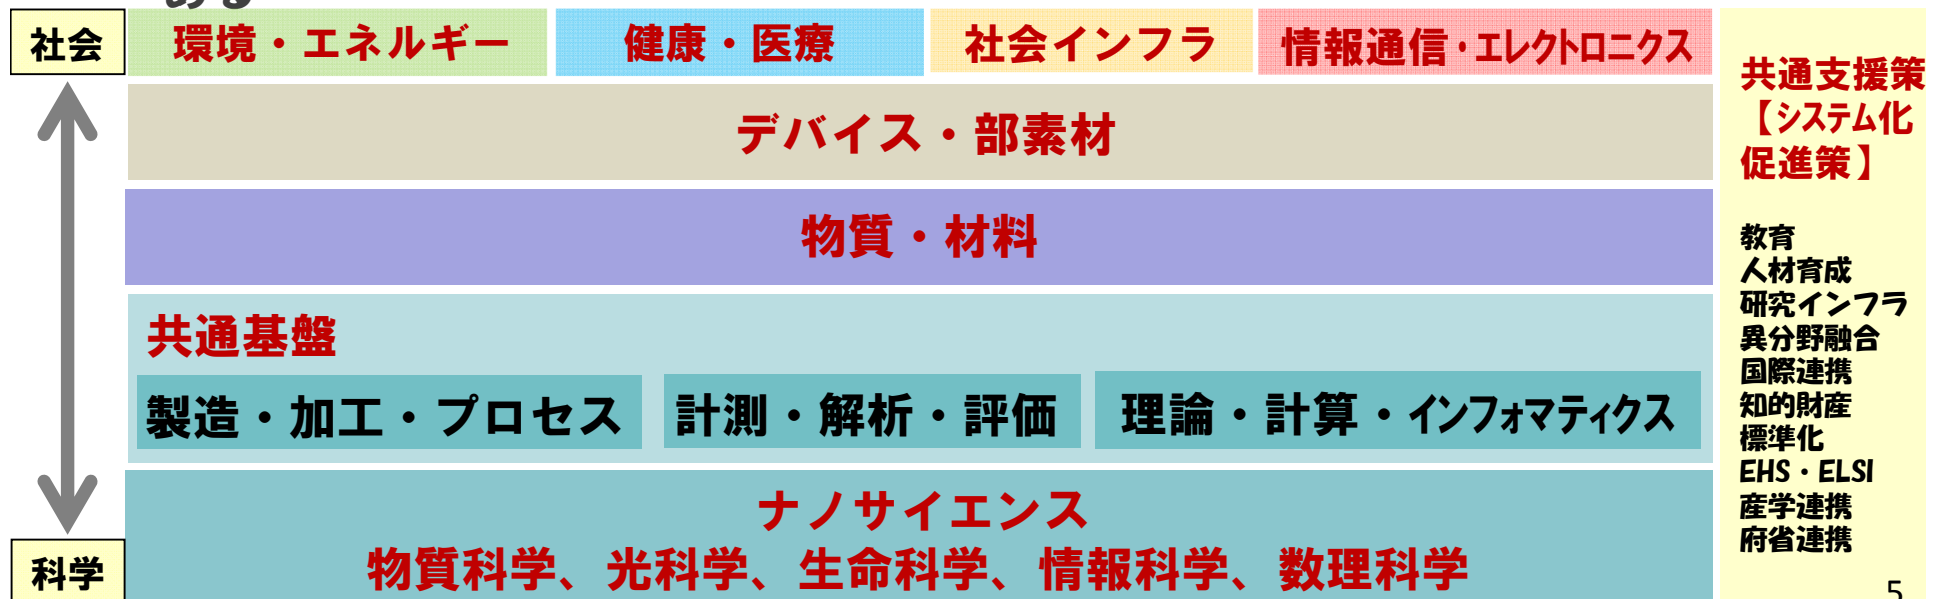 ある
社会
環境・エネルギー
健康・医療
社会インフラ
情報通信・エレクトロニクス
デバイス・部素材
物質・材料
共通基盤
製造・加工・プロセス
計測・解析・評価
理論・計算・インフォマティクス
ナノサイエンス
物質科学、光科学、生命科学、情報科学、数理科学
科学
共通支援策
【システム化
促進策】
教育
人材育成
研究インフラ
異分野融合
国際連携
知的財産
標準化
EHS・ELSI
産学連携
府省連携
5